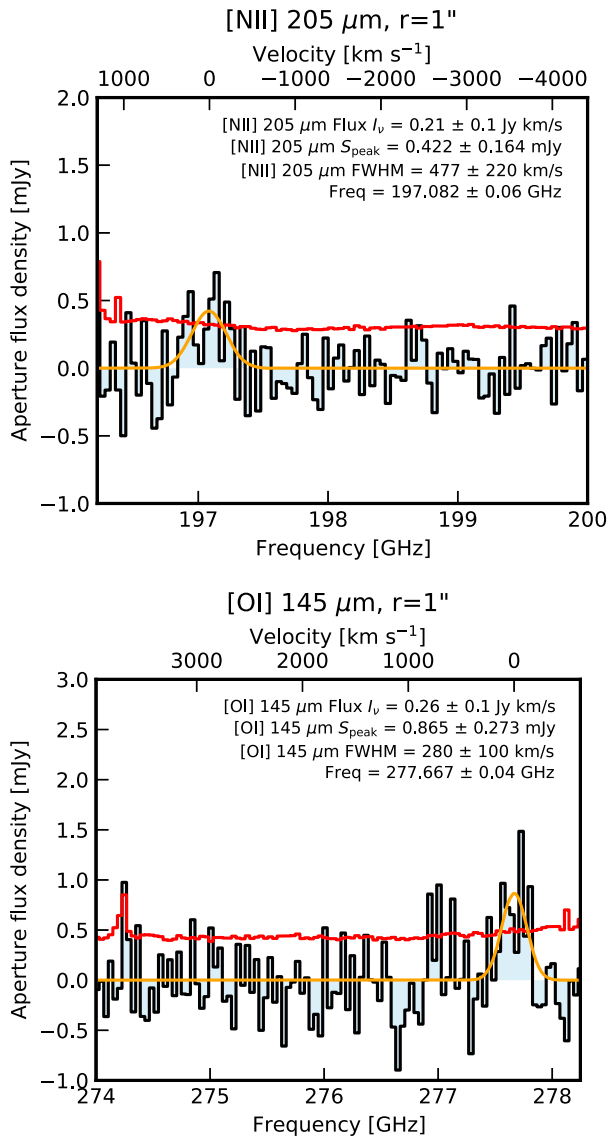 [NII] 205 μm, r=1"
Velocity [km s⁻¹]
1000 0 −1000 −2000 −3000 −4000
2.0
1.5
1.0
0.5
0.0
−0.5
−1.0
Aperture flux density [mJy]
[NII] 205 μm Flux Iν = 0.21 ± 0.1 Jy km/s
[NII] 205 μm Speak = 0.422 ± 0.164 mJy
[NII] 205 μm FWHM = 477 ± 220 km/s
Freq = 197.082 ± 0.06 GHz
197 198 199 200
Frequency [GHz]
[OI] 145 μm, r=1"
Velocity [km s⁻¹]
3000 2000 1000 0
3.0
2.5
2.0
1.5
1.0
0.5
0.0
−0.5
−1.0
Aperture flux density [mJy]
[OI] 145 μm Flux Iν = 0.26 ± 0.1 Jy km/s
[OI] 145 μm Speak = 0.865 ± 0.273 mJy
[OI] 145 μm FWHM = 280 ± 100 km/s
Freq = 277.667 ± 0.04 GHz
274 275 276 277 278
Frequency [GHz]